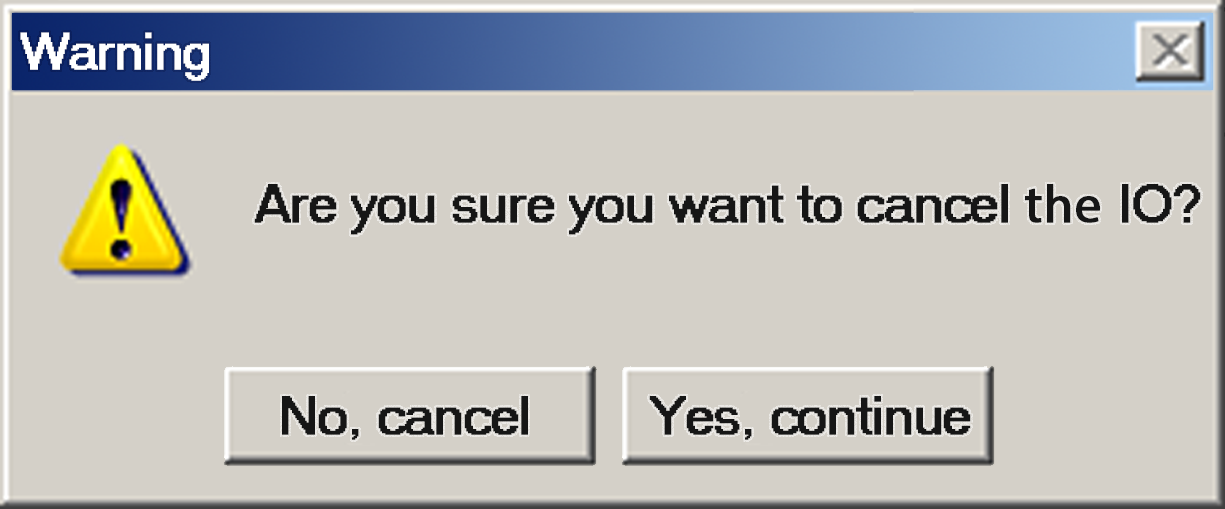 Warning
Are you sure you want to cancel the IO?
No, cancel
Yes, continue